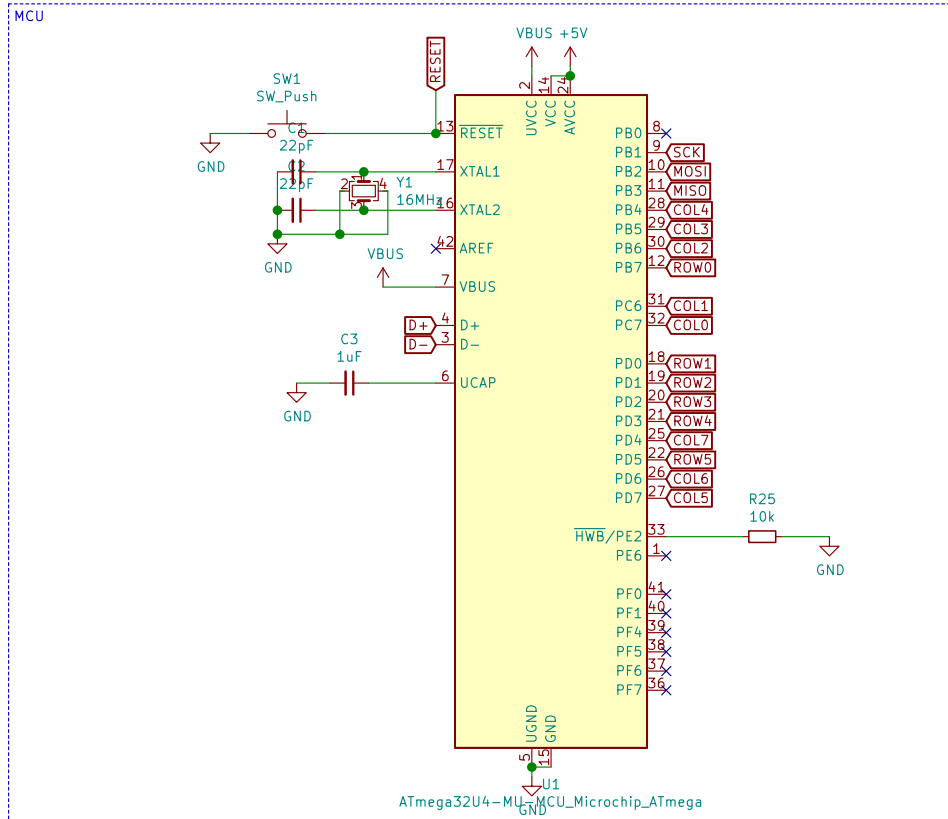 MCU
VBUS +5V
RESET
SW1
SW_Push
GND
C1
22pF
C2
22pF
Y1
16MHz
1
2
3
4
GND
VBUS
D+
D-
C3
1uF
GND
2 UVCC
14 VCC
24 AVCC
13 RESET
17 XTAL1
16 XTAL2
42 AREF
7 VBUS
4 D+
3 D-
6 UCAP
PB0 8
PB1 9 SCK
PB2 10 MOSI
PB3 11 MISO
PB4 28 COL4
PB5 29 COL3
PB6 30 COL2
PB7 12 ROW0
PC6 31 COL1
PC7 32 COL0
PD0 18 ROW1
PD1 19 ROW2
PD2 20 ROW3
PD3 21 ROW4
PD4 25 COL7
PD5 22 ROW5
PD6 26 COL6
PD7 27 COL5
HWB/PE2 33
PE6 1
R25
10k
GND
PF0 41
PF1 40
PF4 39
PF5 38
PF6 37
PF7 36
UGND 5
GND 15
U1
ATmega32U4-MU-MCU_Microchip_ATmega
GND